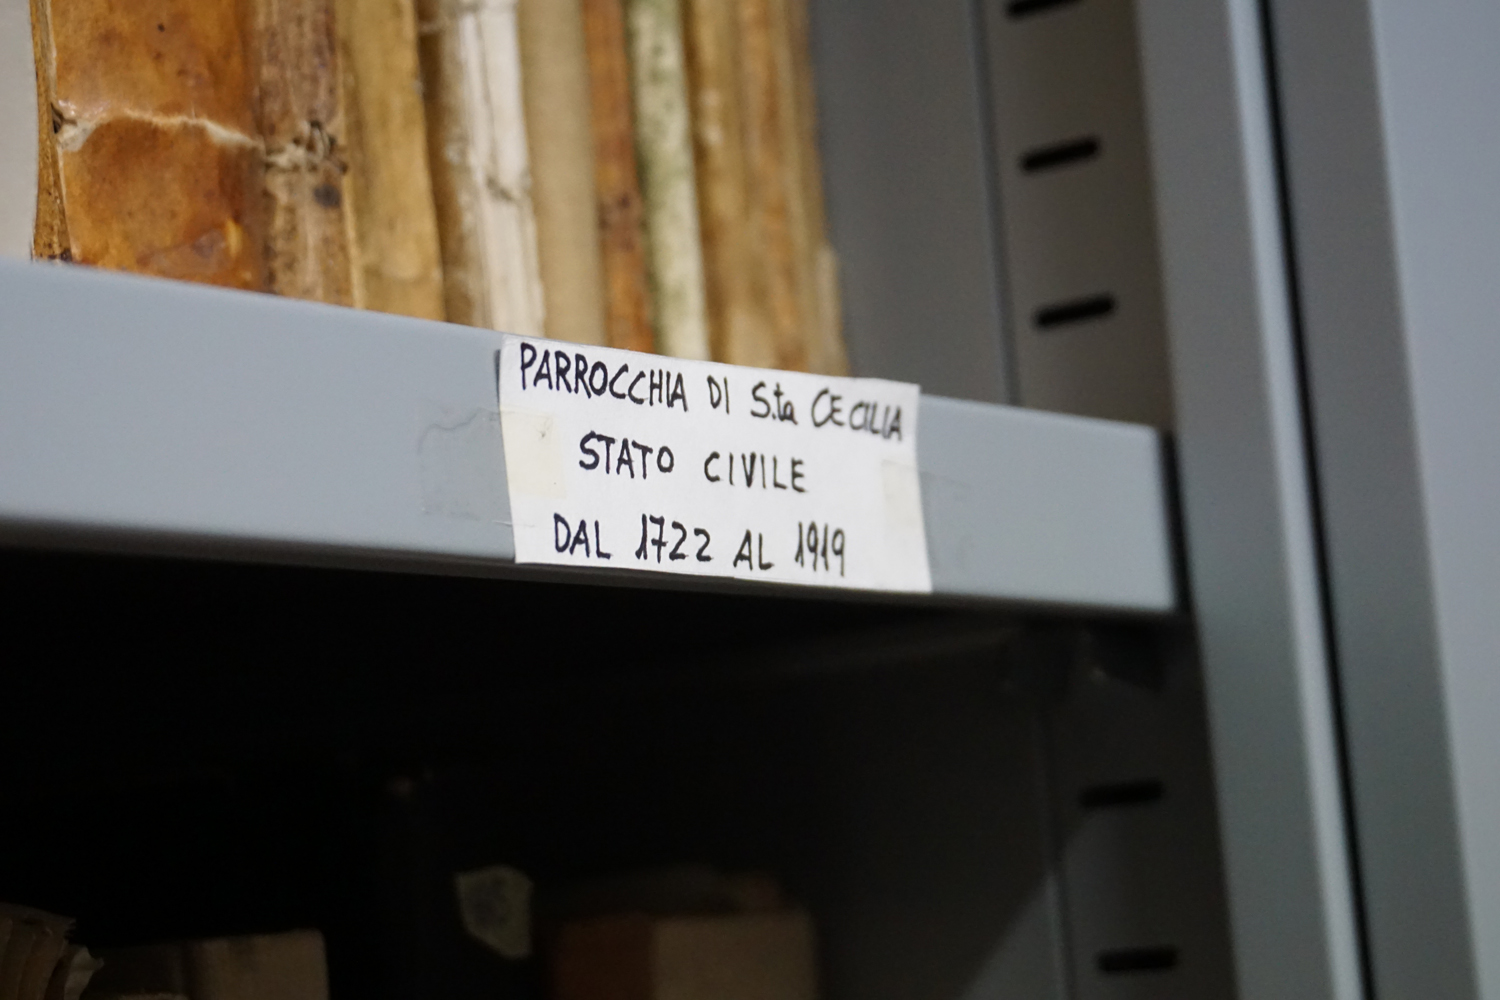 PARROCCHIA DI S.ta CECILIA
STATO CIVILE
DAL 1722 AL 1919